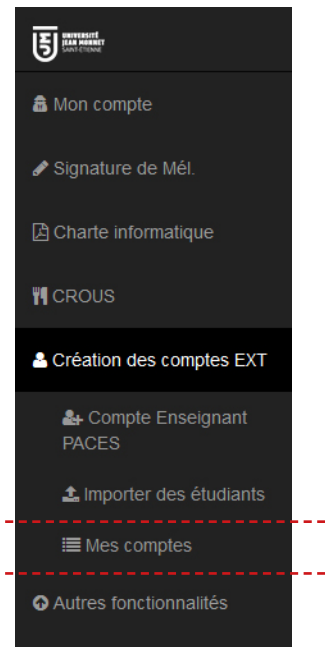 UNIVERSITÉ
JEAN MONNET
SAINT-ÉTIENNE
Mon compte
Signature de Mél.
Charte informatique
CROUS
Création des comptes EXT
Compte Enseignant
PACES
Importer des étudiants
Mes comptes
Autres fonctionnalités